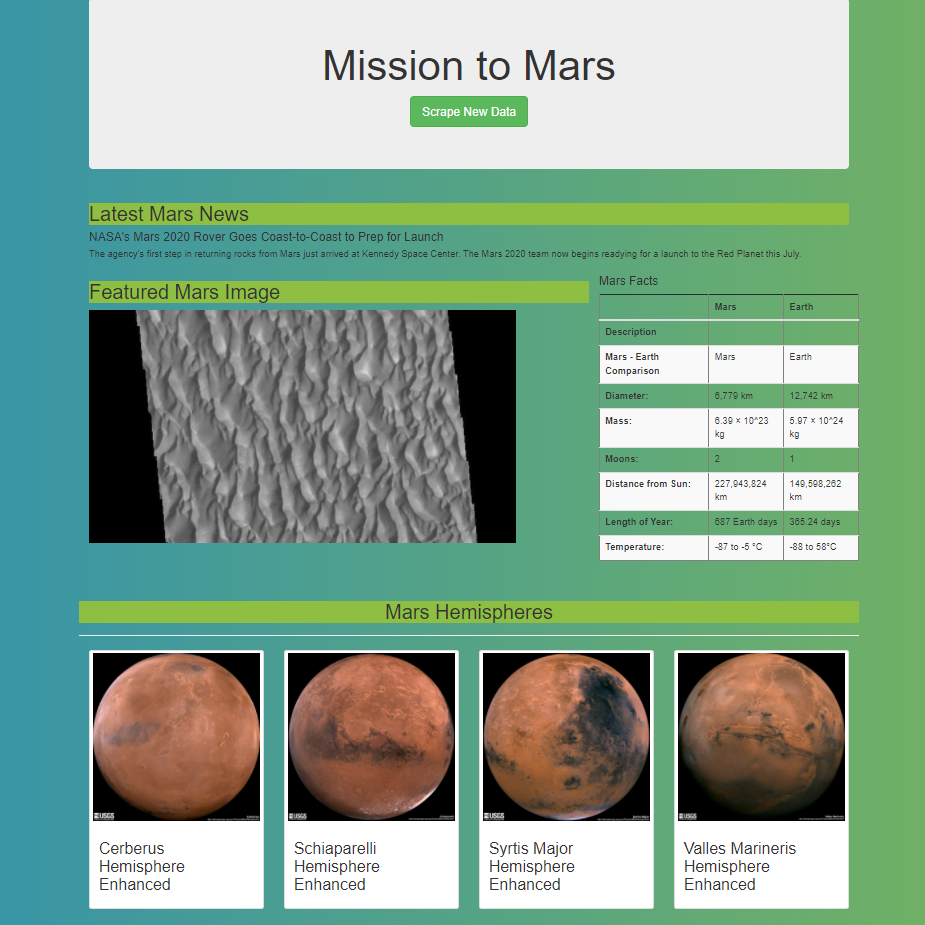 Mission to Mars
Scrape New Data
Latest Mars News
NASA's Mars 2020 Rover Goes Coast-to-Coast to Prep for Launch
The agency's first step in returning rocks from Mars just arrived at Kennedy Space Center. The Mars 2020 team now begins readying for a launch to the Red Planet this July.
Featured Mars Image
Mars Facts
Mars Earth
Description
Mars - Earth
Comparison
Mars Earth
Diameter: 6,779 km 12,742 km
Mass: 6.39 × 10^23
kg
5.97 × 10^24
kg
Moons: 2 1
Distance from Sun: 227,943,824
km
149,598,262
km
Length of Year: 687 Earth days 365.24 days
Temperature: -87 to -5 °C -88 to 58°C
Mars Hemispheres
USGS
USGS
USGS
USGS
Cerberus
Hemisphere
Enhanced
Schiaparelli
Hemisphere
Enhanced
Syrtis Major
Hemisphere
Enhanced
Valles Marineris
Hemisphere
Enhanced